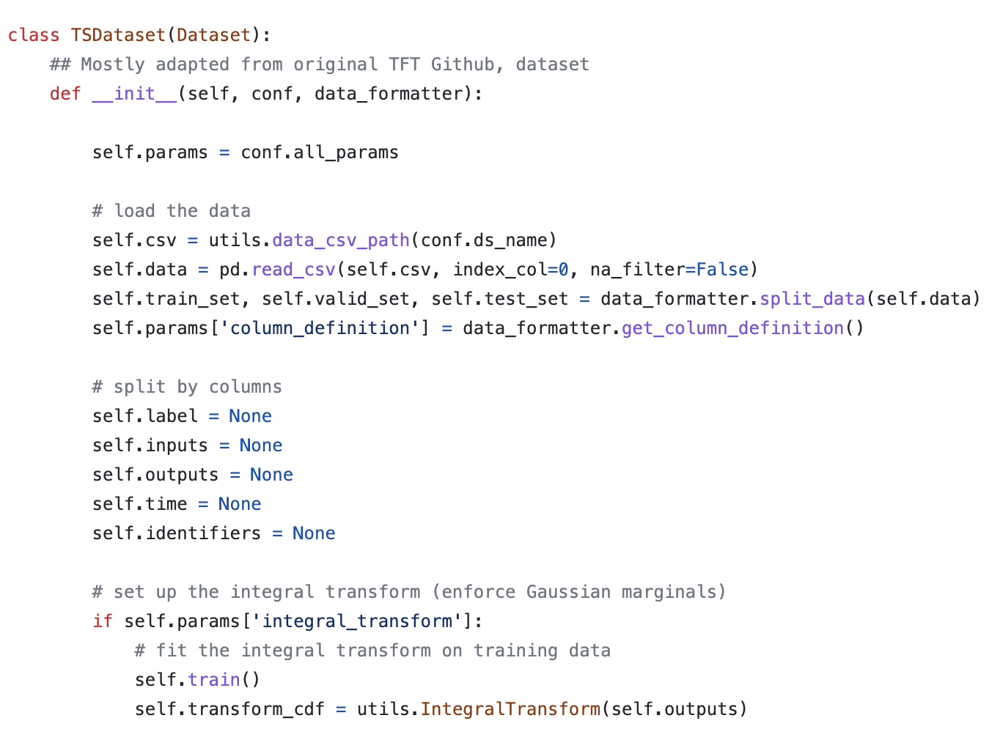 class TSDataset(Dataset):
    ## Mostly adapted from original TFT Github, dataset
    def __init__(self, conf, data_formatter):

        self.params = conf.all_params

        # load the data
        self.csv = utils.data_csv_path(conf.ds_name)
        self.data = pd.read_csv(self.csv, index_col=0, na_filter=False)
        self.train_set, self.valid_set, self.test_set = data_formatter.split_data(self.data)
        self.params['column_definition'] = data_formatter.get_column_definition()

        # split by columns
        self.label = None
        self.inputs = None
        self.outputs = None
        self.time = None
        self.identifiers = None

        # set up the integral transform (enforce Gaussian marginals)
        if self.params['integral_transform']:
            # fit the integral transform on training data
            self.train()
            self.transform_cdf = utils.IntegralTransform(self.outputs)